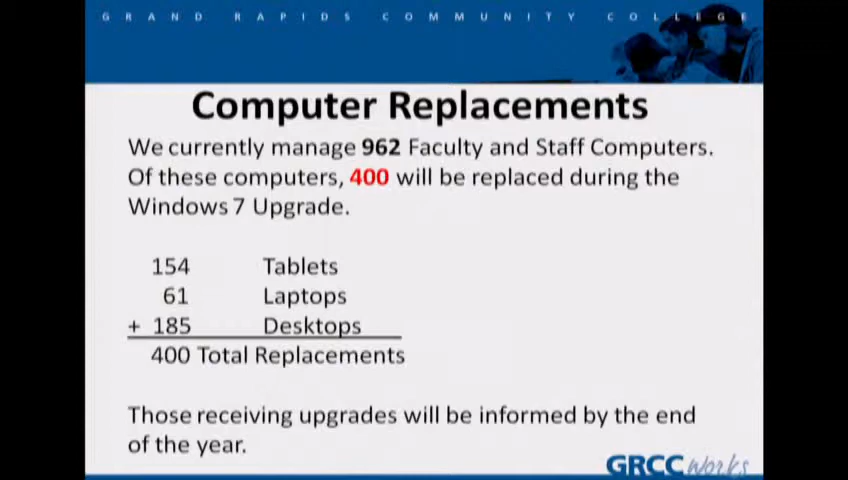 GRAND RAPIDS COMMUNITY COLLEGE
Computer Replacements
We currently manage 962 Faculty and Staff Computers.
Of these computers, 400 will be replaced during the
Windows 7 Upgrade.
154 Tablets
61 Laptops
+ 185 Desktops
400 Total Replacements
Those receiving upgrades will be informed by the end
of the year.
GRCC Works